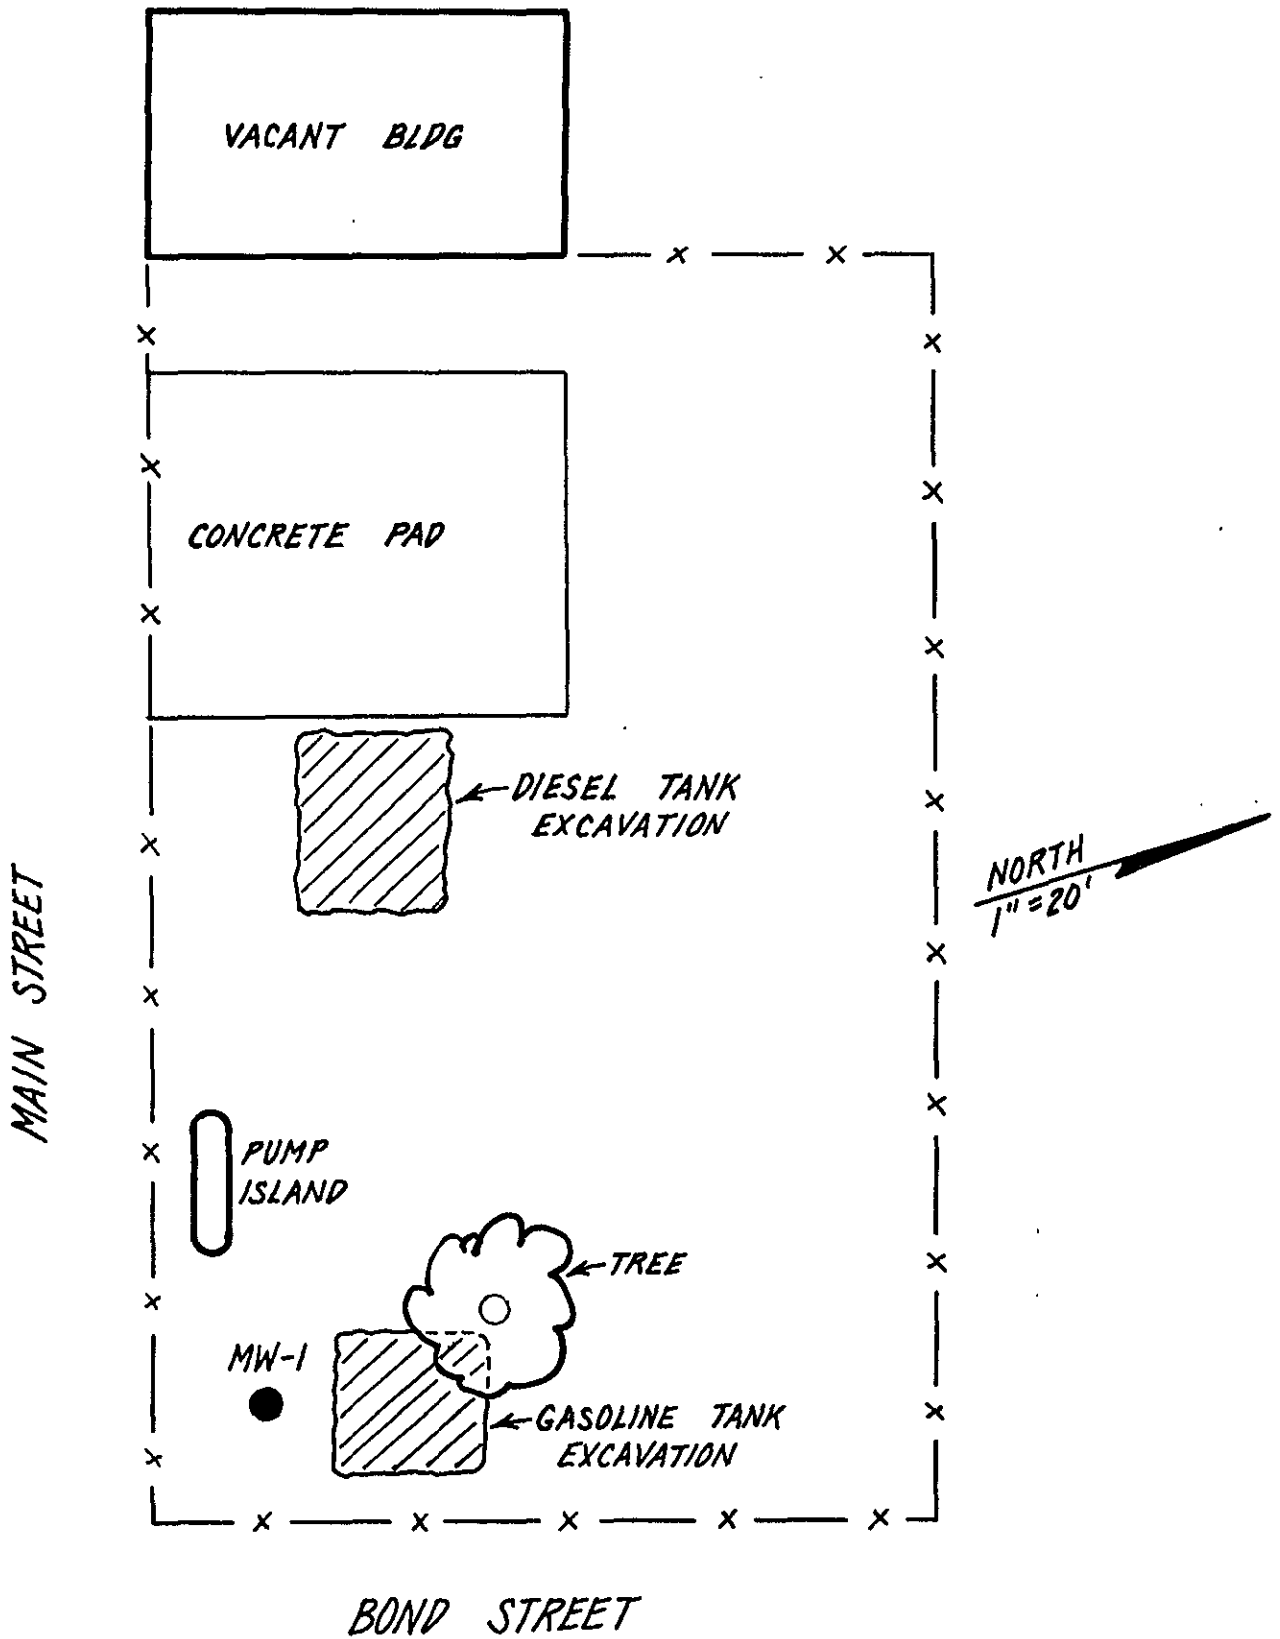 VACANT BLDG
CONCRETE PAD
DIESEL TANK
EXCAVATION
NORTH
1" = 20'
MAIN STREET
PUMP
ISLAND
TREE
MW-1
GASOLINE TANK
EXCAVATION
BOND STREET